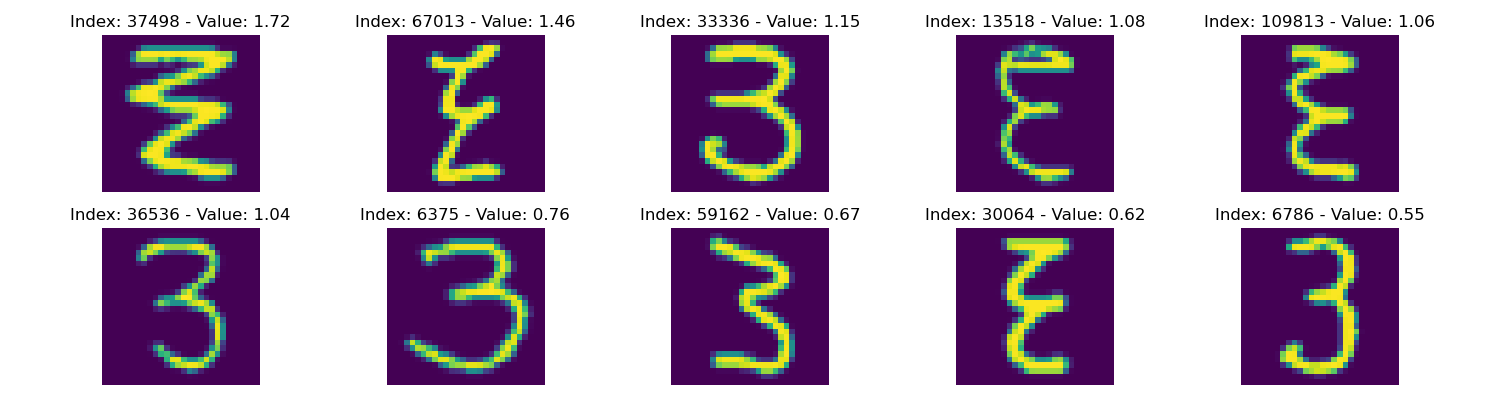 Index: 37498 - Value: 1.72
Index: 67013 - Value: 1.46
Index: 33336 - Value: 1.15
Index: 13518 - Value: 1.08
Index: 109813 - Value: 1.06
Index: 36536 - Value: 1.04
Index: 6375 - Value: 0.76
Index: 59162 - Value: 0.67
Index: 30064 - Value: 0.62
Index: 6786 - Value: 0.55